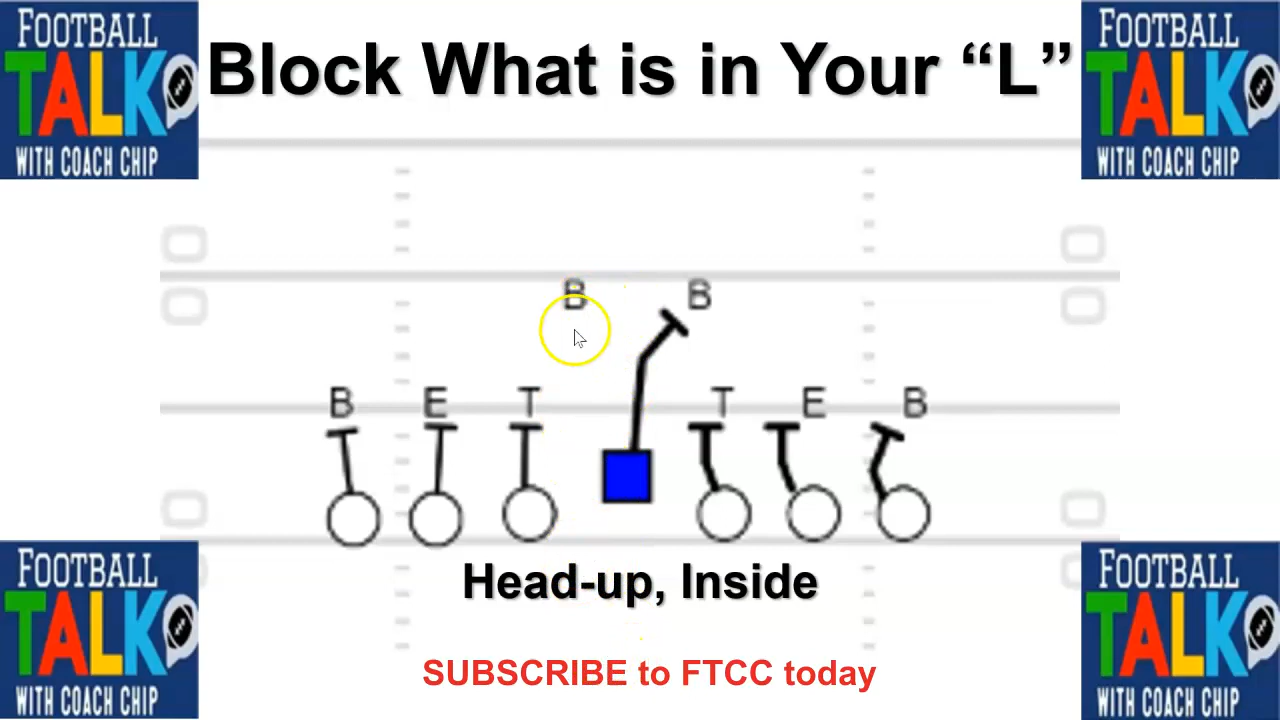 FOOTBALL
TALK
WITH COACH CHIP
Block What is in Your “L”
FOOTBALL
TALK
WITH COACH CHIP
B B
B E T T E B
FOOTBALL
TALK
WITH COACH CHIP
Head-up, Inside
SUBSCRIBE to FTCC today
FOOTBALL
TALK
WITH COACH CHIP